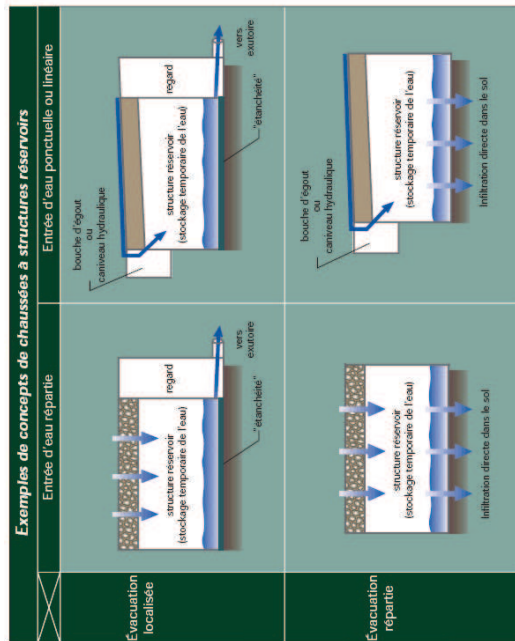 Exemples de concepts de chaussées à structures réservoirs
Entrée d'eau répartie
Entrée d'eau ponctuelle ou linéaire
Évacuation
localisée
structure réservoir
(stockage temporaire de l'eau)
regard
vers
exutoire
"étanchéité"
bouche d'égout
ou
caniveau hydraulique
structure réservoir
(stockage temporaire de l'eau)
regard
vers
exutoire
"étanchéité"
Évacuation
répartie
structure réservoir
(stockage temporaire de l'eau)
Infiltration directe dans le sol
bouche d'égout
ou
caniveau hydraulique
structure réservoir
(stockage temporaire de l'eau)
Infiltration directe dans le sol